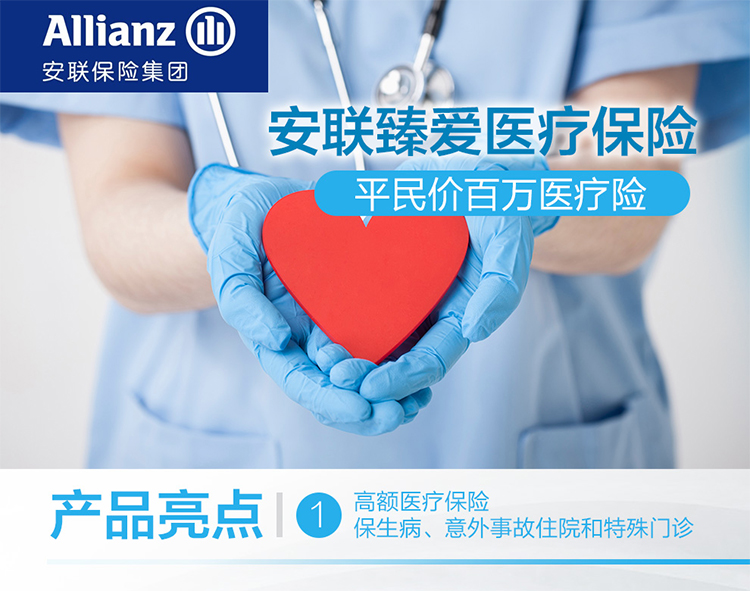 Allianz
安联保险集团
安联臻爱医疗保险
平民价百万医疗险
产品亮点
1
高额医疗保险
保生病、意外事故住院和特殊门诊